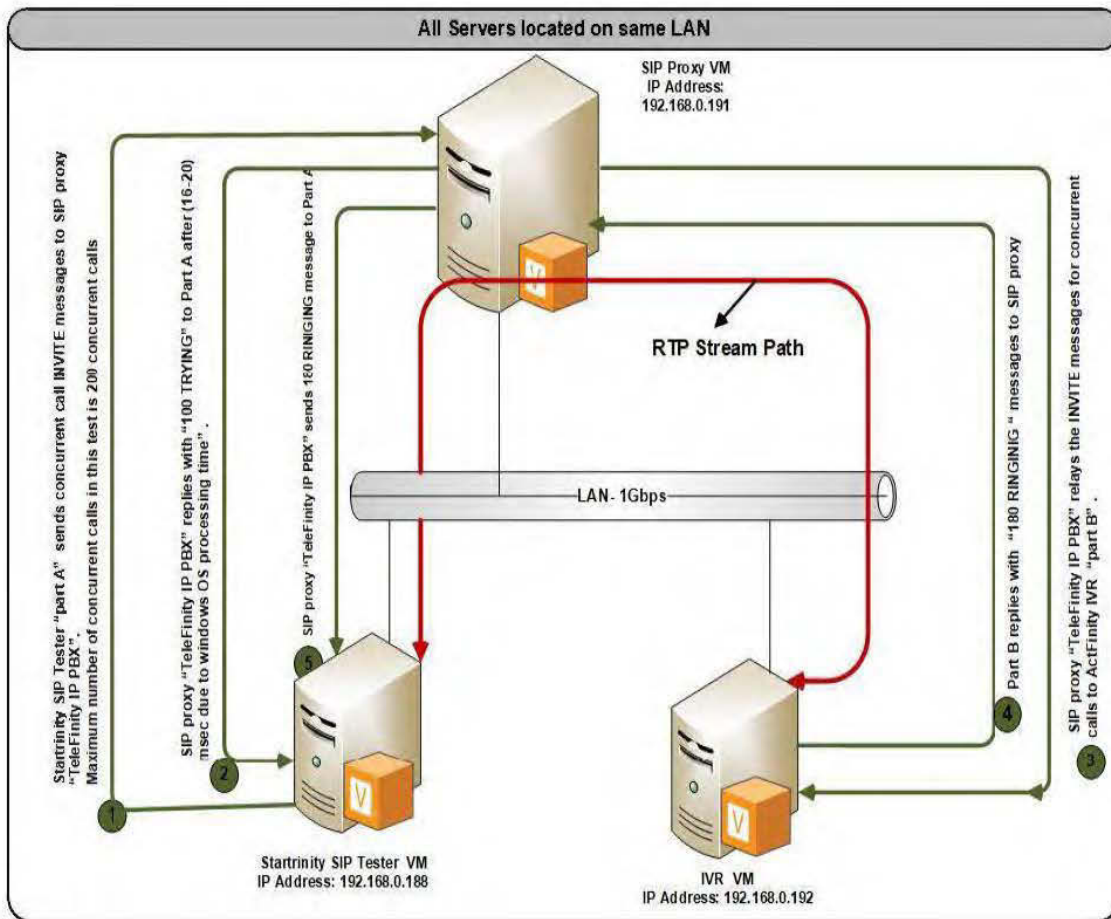 All Servers located on same LAN
SIP Proxy VM
IP Address:
192.168.0.191
Startrinity SIP Tester “part A” sends concurrent call INVITE messages to SIP proxy
“TeleFinity IP PBX”.
Maximum number of concurrent calls in this test is 200 concurrent calls
SIP proxy “TeleFinity IP PBX” replies with “100 TRYING” to Part A after (16-20)
msec due to windows OS processing time” .
SIP proxy “TeleFinity IP PBX” sends 180 RINIGING message to Part A
RTP Stream Path
LAN- 1Gbps
Part B replies with “180 RINGINIG “ messages to SIP proxy
SIP proxy “TeleFinity IP PBX” relays the INVITE messages for concurrent
calls to ActFinity IVR “part B”.
1
2
5
4
3
V
V
V
Startrinity SIP Tester VM
IP Address: 192.168.0.188
IVR VM
IP Address: 192.168.0.192